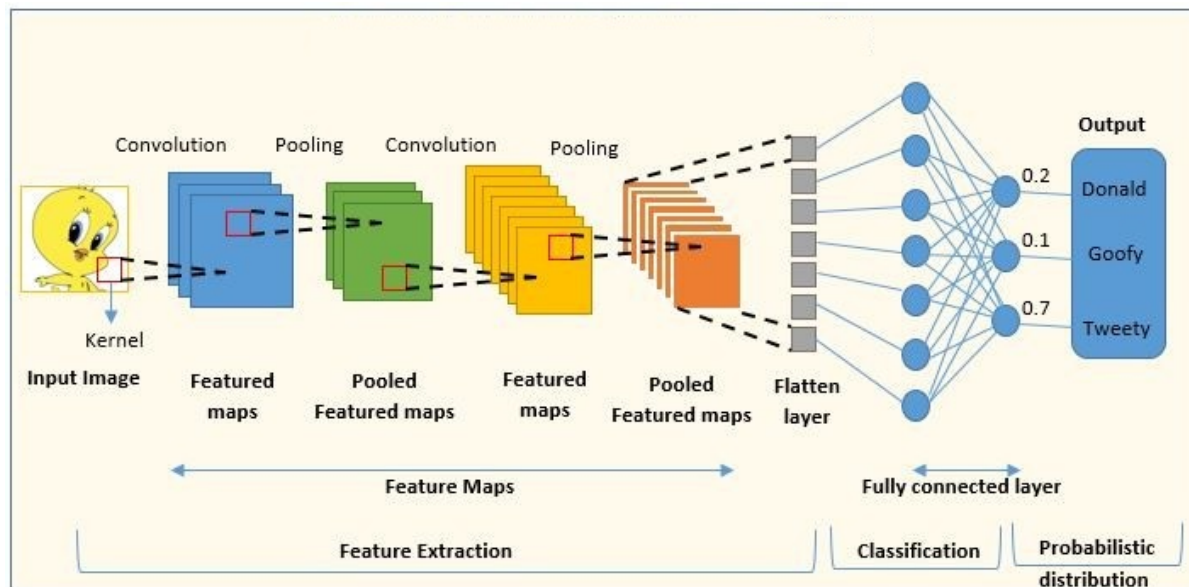 Convolution
Pooling
Convolution
Pooling
Output
0.2
Donald
0.1
Goofy
0.7
Tweety
Kernel
Input Image
Featured
maps
Pooled
Featured maps
Featured
maps
Pooled
Featured maps
Flatten
layer
Feature Maps
Fully connected layer
Feature Extraction
Classification
Probabilistic
distribution